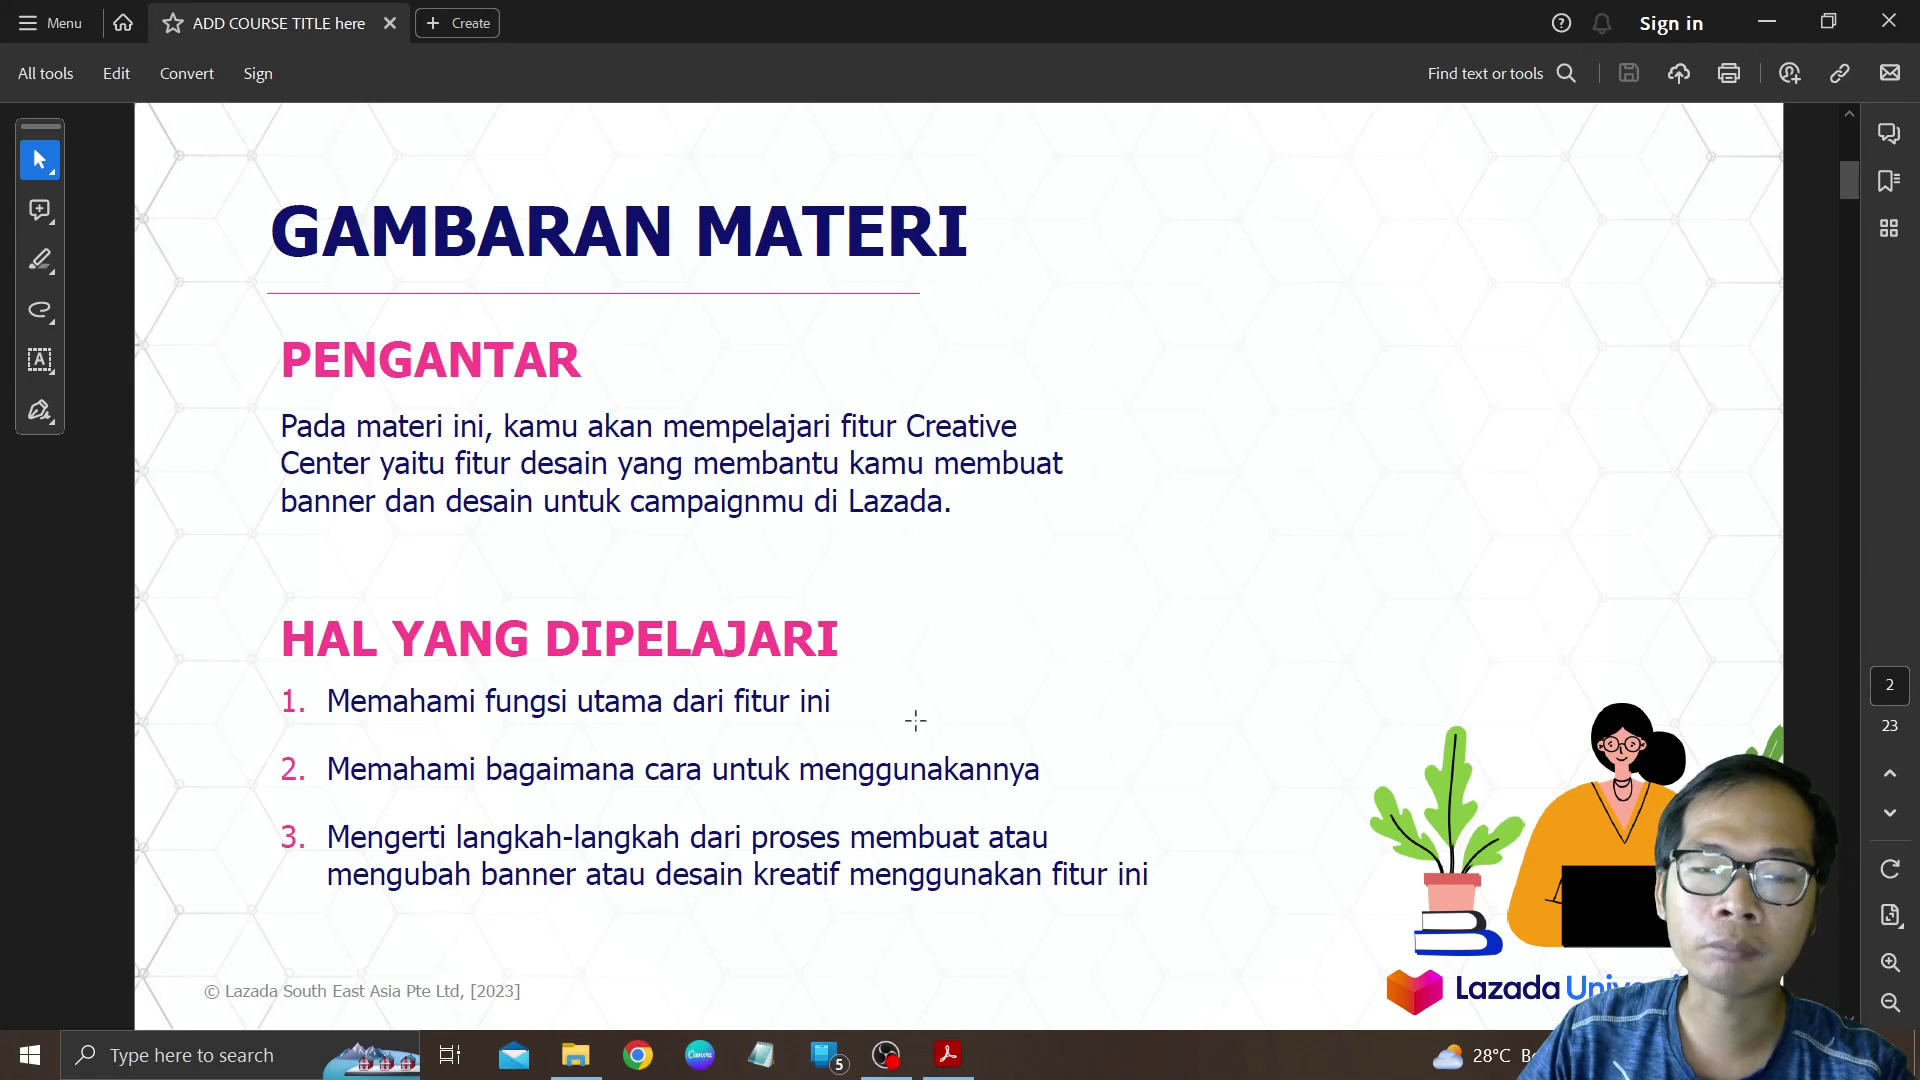 Menu
ADD COURSE TITLE here
Create
Sign in
All tools
Edit
Convert
Sign
Find text or tools
GAMBARAN MATERI
PENGANTAR
Pada materi ini, kamu akan mempelajari fitur Creative
Center yaitu fitur desain yang membantu kamu membuat
banner dan desain untuk campaignmu di Lazada.
HAL YANG DIPELAJARI
1. Memahami fungsi utama dari fitur ini
2. Memahami bagaimana cara untuk menggunakannya
3. Mengerti langkah-langkah dari proses membuat atau
mengubah banner atau desain kreatif menggunakan fitur ini
2
23
© Lazada South East Asia Pte Ltd, [2023]
Lazada
Type here to search
Canva
5
28°C